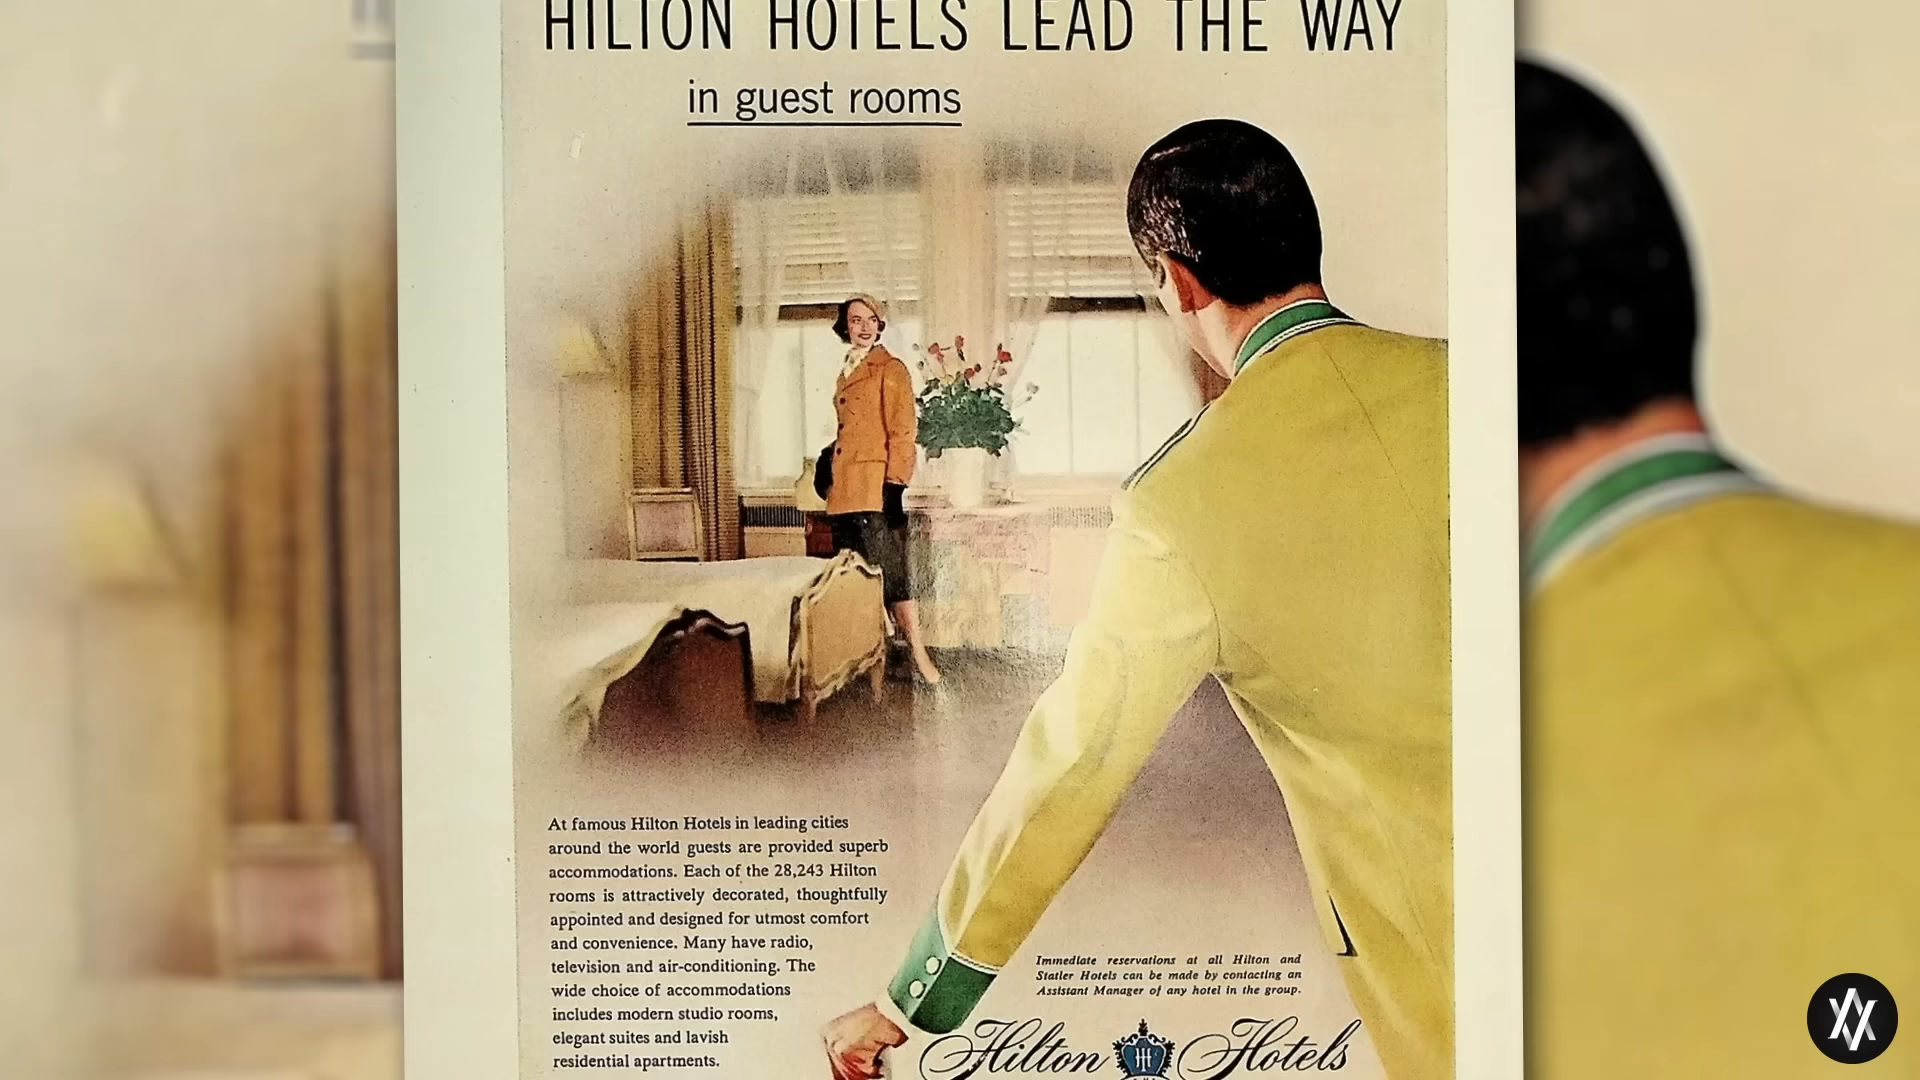 HILTON HOTELS LEAD THE WAY
in guest rooms
At famous Hilton Hotels in leading cities
around the world guests are provided superb
accommodations. Each of the 28,243 Hilton
rooms is attractively decorated, thoughtfully
appointed and designed for utmost comfort
and convenience. Many have radio,
television and air-conditioning. The
wide choice of accommodations
includes modern studio rooms,
elegant suites and lavish
residential apartments.
Immediate reservations at all Hilton and
Statler Hotels can be made by contacting an
Assistant Manager of any hotel in the group.
Hilton H Hotels